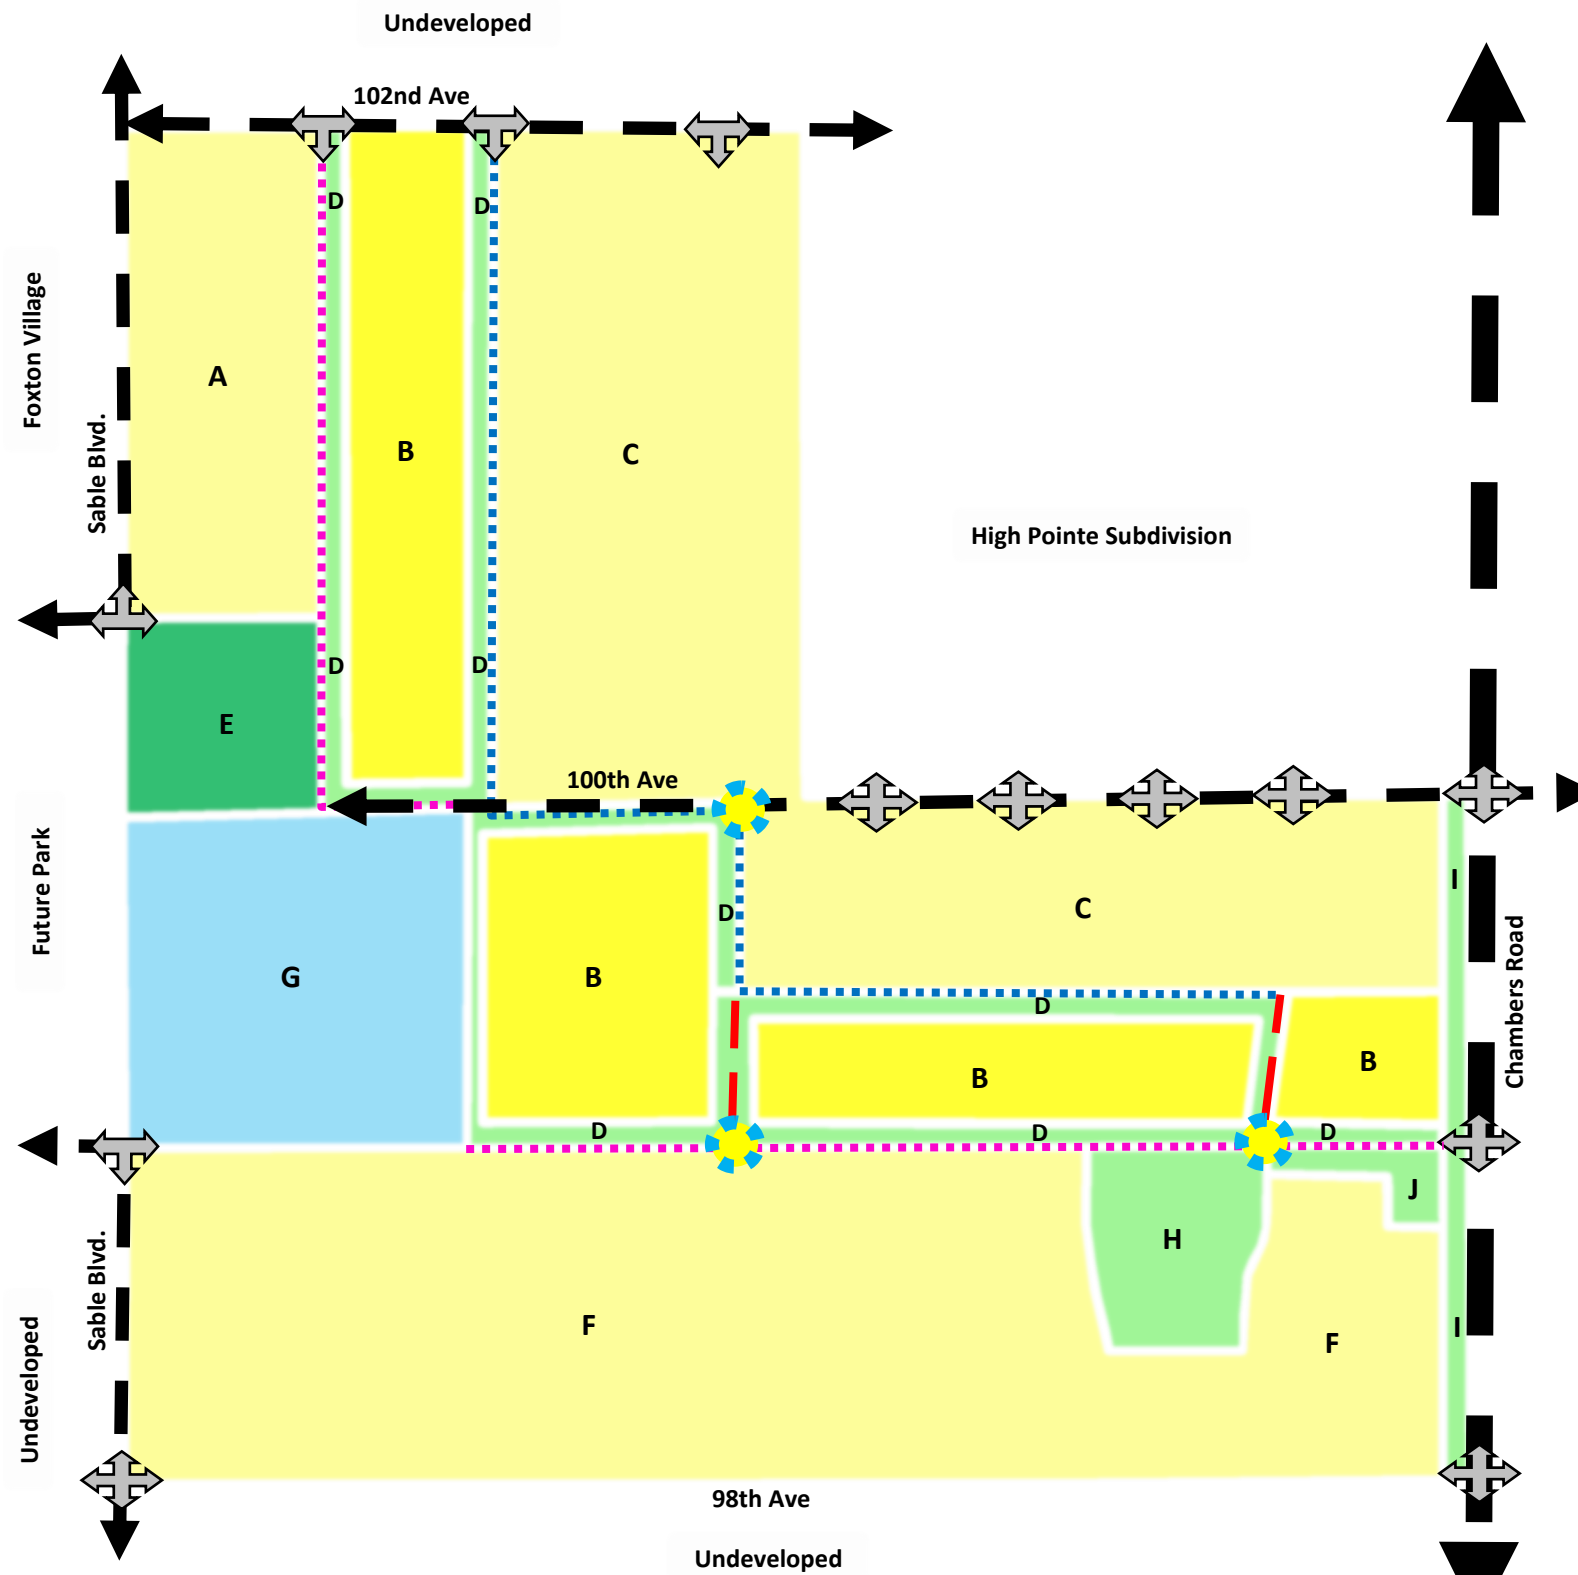 Undeveloped
102nd Ave
D
D
Foxton Village
A
B
C
Sable Blvd.
High Pointe Subdivision
D
D
E
100th Ave
Future Park
I
C
D
G
B
D
Chambers Road
B
B
D
D
D
J
H
Sable Blvd.
F
I
F
Undeveloped
98th Ave
Undeveloped